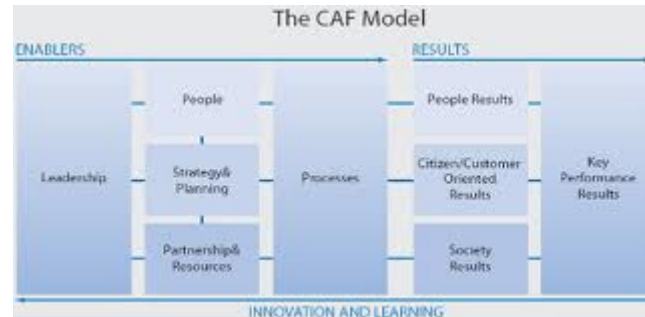 The CAF Model
ENABLERS
RESULTS
People
People Results
Leadership
Strategy&
Planning
Processes
Citizen/Customer
Oriented
Results
Key
Performance
Results
Partnership&
Resources
Society
Results
INNOVATION AND LEARNING